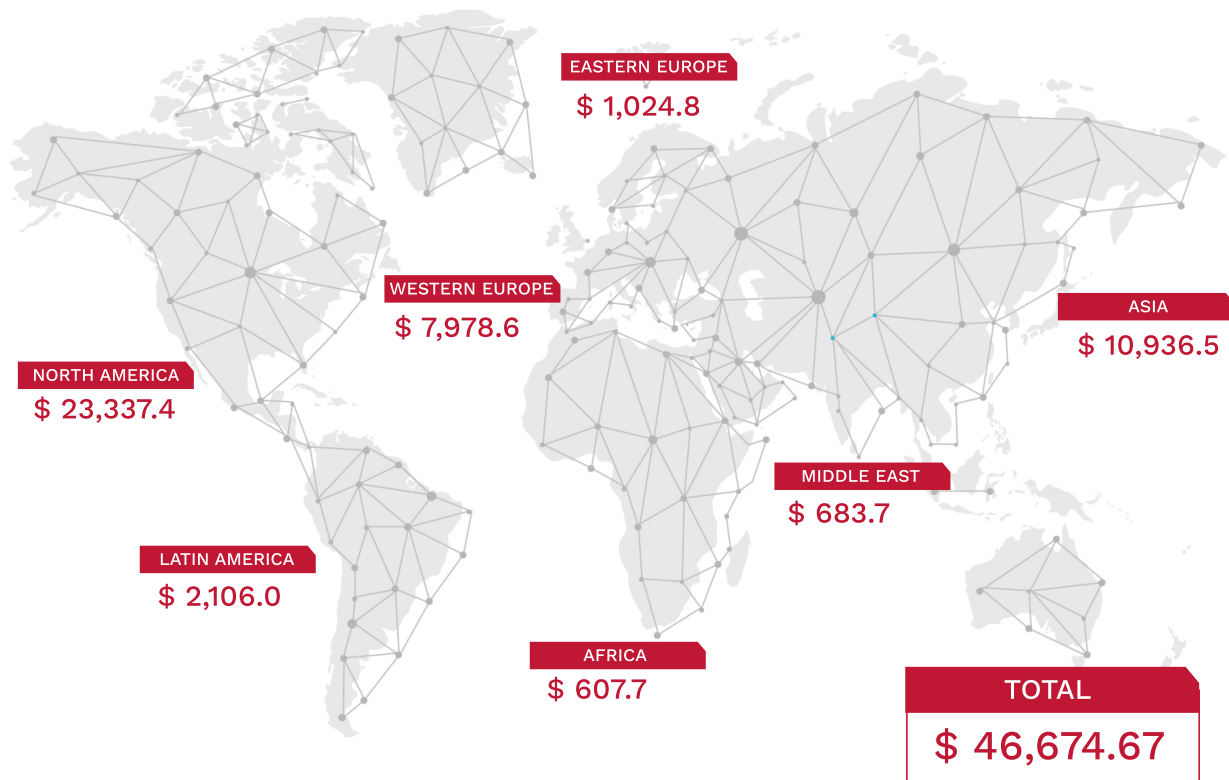 EASTERN EUROPE
$ 1,024.8
WESTERN EUROPE
$ 7,978.6
ASIA
$ 10,936.5
NORTH AMERICA
$ 23,337.4
MIDDLE EAST
$ 683.7
LATIN AMERICA
$ 2,106.0
AFRICA
$ 607.7
TOTAL
$ 46,674.67